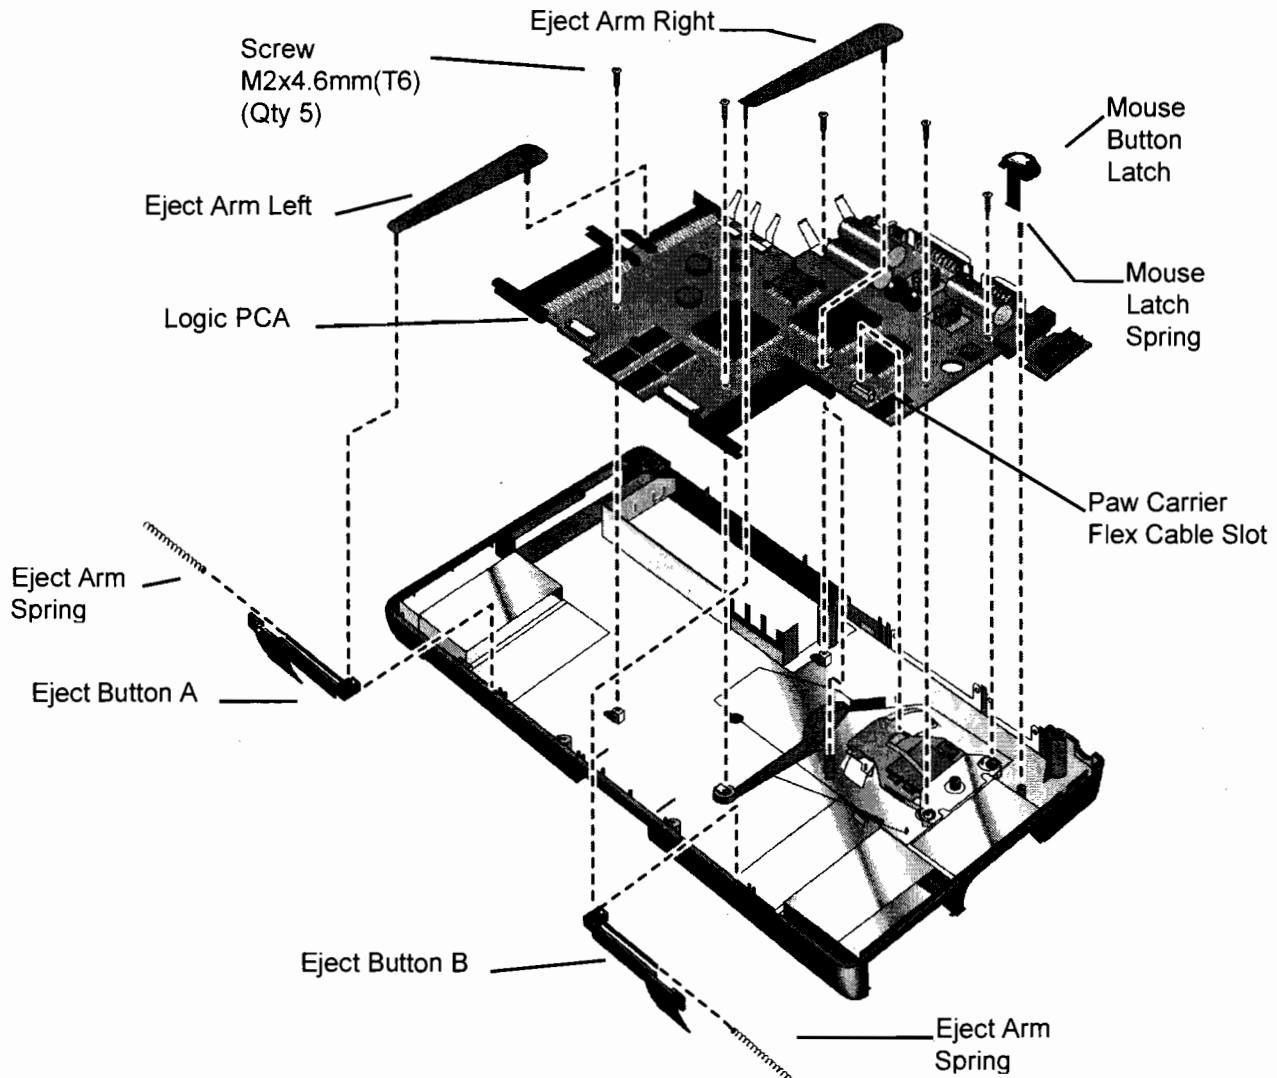 Eject Arm Right
Screw
M2x4.6mm(T6)
(Qty 5)
Mouse
Button
Latch
Eject Arm Left
Mouse
Latch
Spring
Logic PCA
Paw Carrier
Flex Cable Slot
Eject Arm
Spring
Eject Button A
Eject Button B
Eject Arm
Spring